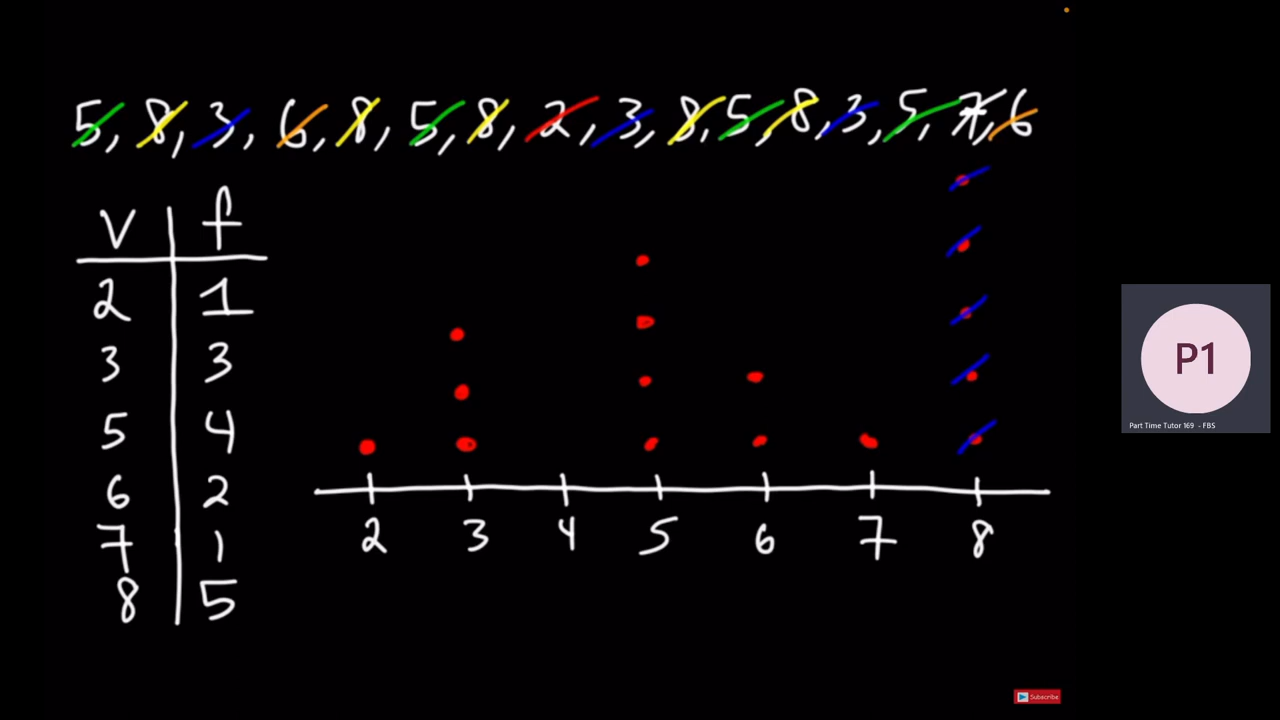 5, 8, 3, 6, 8, 5, 8, 2, 3, 8, 5, 8, 3, 5, 7, 6
V f
2 1
3 3
5 4
6 2
7 1
8 5
2 3 4 5 6 7 8
P1
Part Time Tutor 169 - FBS
Subscribe